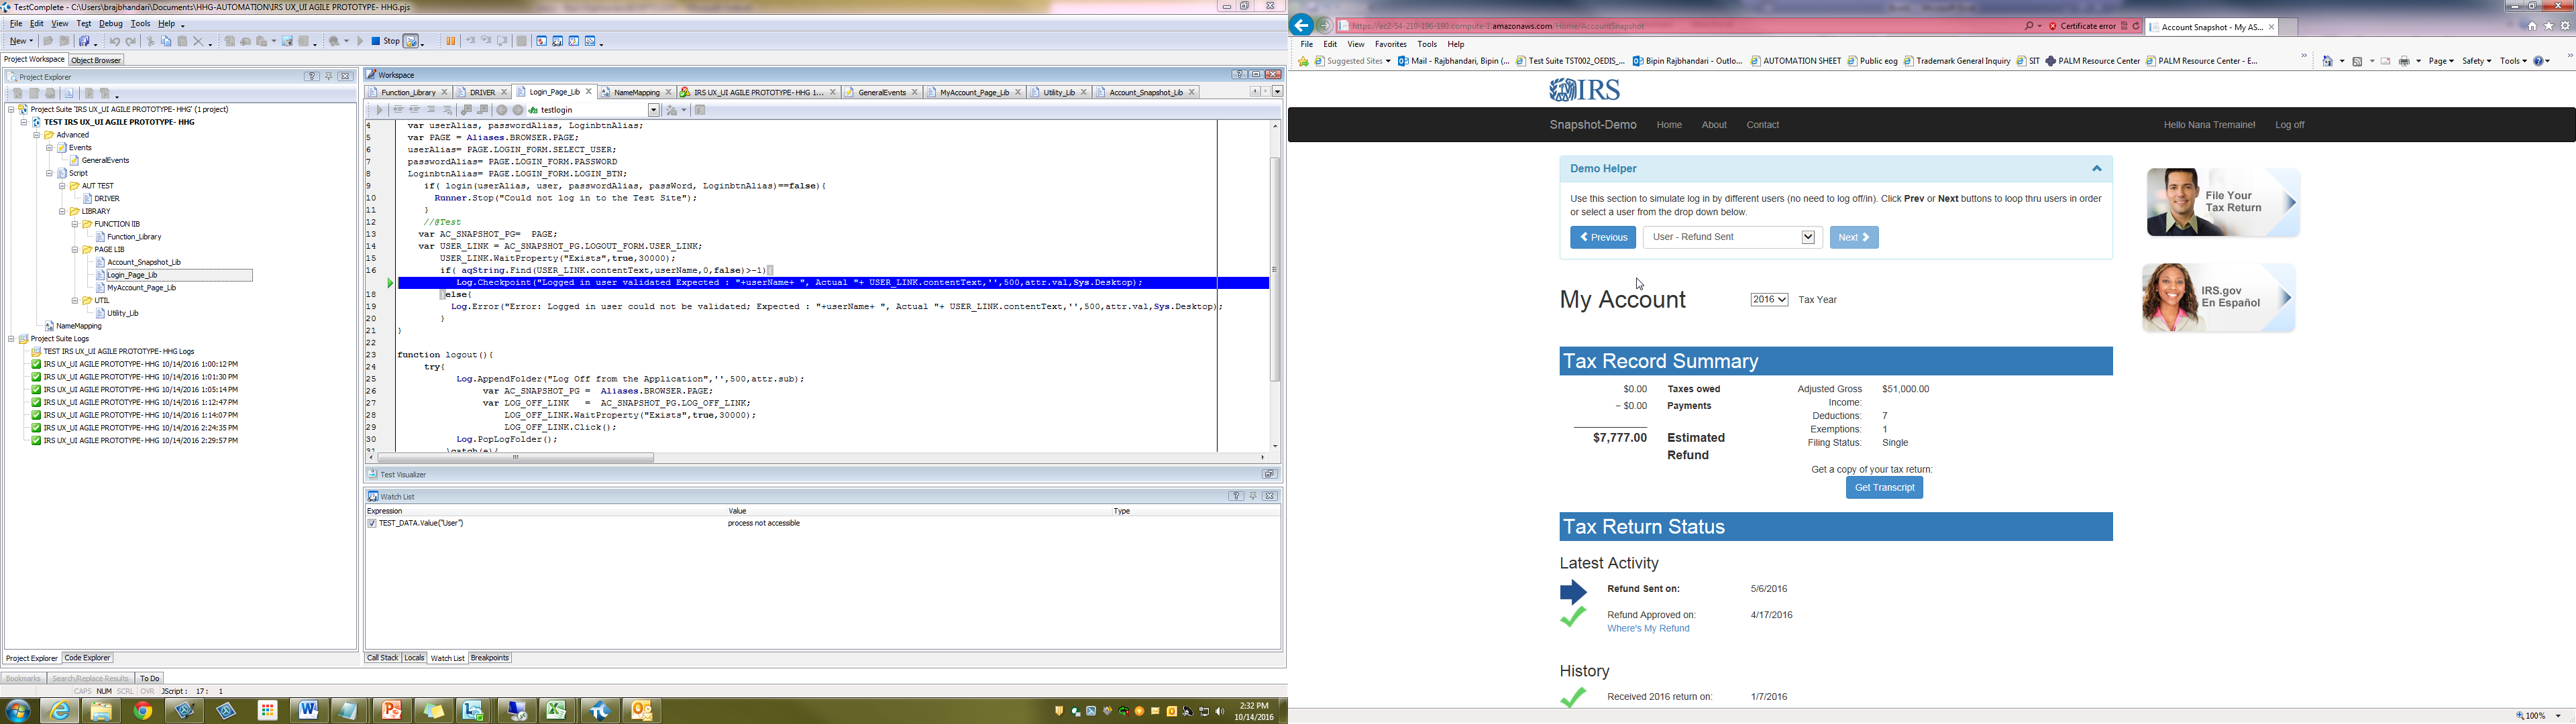 TestComplete - C:\Users\brajbhandari\Documents\HHG-AUTOMATION\IRS UX_UI AGILE PROTOTYPE- HHG.pjs
File Edit View Test Debug Tools Help
New Stop
Project Workspace Object Browser
Project Explorer
Project Suite 'IRS UX_UI AGILE PROTOTYPE- HHG' (1 project)
TEST IRS UX_UI AGILE PROTOTYPE- HHG
Advanced
Events
GeneralEvents
Script
AUT TEST
DRIVER
LIBRARY
FUNCTION lIB
Function_Library
PAGE LIB
Account_Snapshot_Lib
Login_Page_Lib
MyAccount_Page_Lib
UTIL
Utility_Lib
NameMapping
Project Suite Logs
TEST IRS UX_UI AGILE PROTOTYPE- HHG Logs
IRS UX_UI AGILE PROTOTYPE- HHG 10/14/2016 1:00:12 PM
IRS UX_UI AGILE PROTOTYPE- HHG 10/14/2016 1:01:30 PM
IRS UX_UI AGILE PROTOTYPE- HHG 10/14/2016 1:05:14 PM
IRS UX_UI AGILE PROTOTYPE- HHG 10/14/2016 1:12:47 PM
IRS UX_UI AGILE PROTOTYPE- HHG 10/14/2016 1:14:07 PM
IRS UX_UI AGILE PROTOTYPE- HHG 10/14/2016 2:24:35 PM
IRS UX_UI AGILE PROTOTYPE- HHG 10/14/2016 2:29:57 PM
Project Explorer Code Explorer
Workspace
Function_Library DRIVER Login_Page_Lib NameMapping IRS UX_UI AGILE PROTOTYPE- HHG 1... GeneralEvents MyAccount_Page_Lib Utility_Lib Account_Snapshot_Lib
testlogin
4 var userAlias, passwordAlias, LoginbtnAlias;
5 var PAGE = Aliases.BROWSER.PAGE;
6 userAlias= PAGE.LOGIN_FORM.SELECT_USER;
7 passwordAlias= PAGE.LOGIN_FORM.PASSWORD
8 LoginbtnAlias= PAGE.LOGIN_FORM.LOGIN_BTN;
9 if( login(userAlias, user, passwordAlias, passWord, LoginbtnAlias)==false){
10 Runner.Stop("Could not log in to the Test Site");
11 }
12 //@Test
13 var AC_SNAPSHOT_PG= PAGE;
14 var USER_LINK = AC_SNAPSHOT_PG.LOGOUT_FORM.USER_LINK;
15 USER_LINK.WaitProperty("Exists",true,30000);
16 if( aqString.Find(USER_LINK.contentText,userName,0,false)>-1){
Log.Checkpoint("Logged in user validated Expected : "+userName+ ", Actual "+ USER_LINK.contentText,'',500,attr.val,Sys.Desktop);
18 }else{
19 Log.Error("Error: Logged in user could not be validated; Expected : "+userName+ ", Actual "+ USER_LINK.contentText,'',500,attr.val,Sys.Desktop);
20 }
21 }
22
23 function logout(){
24 try{
25 Log.AppendFolder("Log Off from the Application",'',500,attr.sub);
26 var AC_SNAPSHOT_PG = Aliases.BROWSER.PAGE;
27 var LOG_OFF_LINK = AC_SNAPSHOT_PG.LOG_OFF_LINK;
28 LOG_OFF_LINK.WaitProperty("Exists",true,30000);
29 LOG_OFF_LINK.Click();
30 Log.PopLogFolder();
31 }catch(e){
Test Visualizer
Watch List
Expression Value Type
TEST_DATA.Value("User") process not accessible
Call Stack Locals Watch List Breakpoints
Bookmarks Search/Replace Results To Do
CAPS NUM SCRL OVR JScript : 17 : 1
2:32 PM
10/14/2016
amazonaws.com/Home/AccountSnapshot
Certificate error
Account Snapshot - My AS...
File Edit View Favorites Tools Help
Suggested Sites Mail - Rajbhandari, Bipin (... Test Suite TST002_OEDIS_... Bipin Rajbhandari - Outlo... AUTOMATION SHEET Public eog Trademark General Inquiry SIT PALM Resource Center PALM Resource Center - E...
Page Safety Tools
IRS
Snapshot-Demo Home About Contact Hello Nana Tremaine! Log off
Demo Helper
Use this section to simulate log in by different users (no need to log off/in). Click Prev or Next buttons to loop thru users in order
or select a user from the drop down below.
Previous User - Refund Sent Next
My Account 2016 Tax Year
Tax Record Summary
$0.00 Taxes owed
− $0.00 Payments
$7,777.00 Estimated
Refund
Adjusted Gross $51,000.00
Income:
Deductions: 7
Exemptions: 1
Filing Status: Single
Get a copy of your tax return:
Get Transcript
Tax Return Status
Latest Activity
Refund Sent on: 5/6/2016
Refund Approved on: 4/17/2016
Where's My Refund
History
Received 2016 return on: 1/7/2016
File Your
Tax Return
IRS.gov
En Español
100%